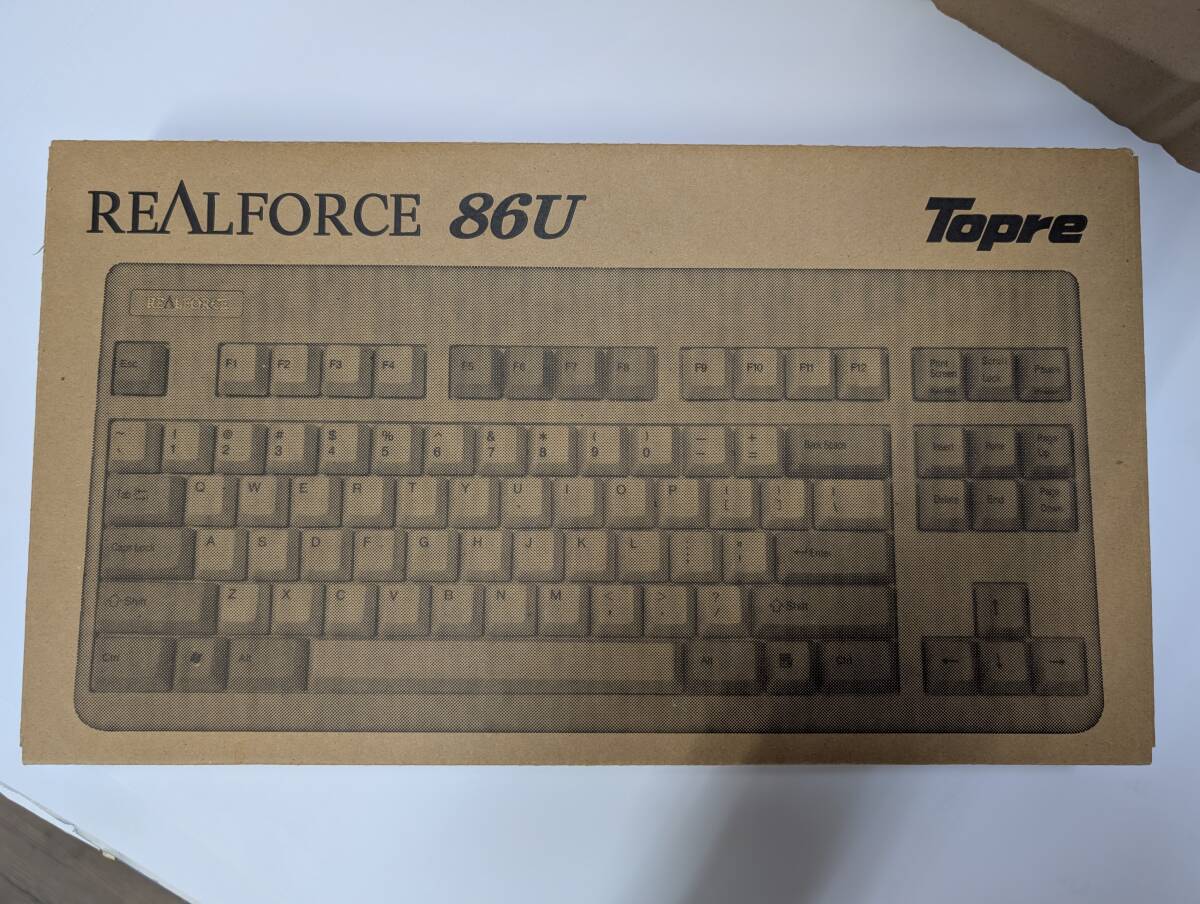 REALFORCE 86U
Topre
REALFORCE
Esc F1 F2 F3 F4 F5 F6 F7 F8 F9 F10 F11 F12 Print Screen Scroll Lock Pause
~ ` ! 1 @ 2 # 3 $ 4 % 5 ^ 6 & 7 * 8 ( 9 ) 0 — - + = Back Space Insert Home Page Up
Tab Q W E R T Y U I O P { [ } ] | \ Delete End Page Down
Caps Lock A S D F G H J K L : ; " ' ↵ Enter
⇧ Shift Z X C V B N M < , > . ? / ⇧ Shift ↑
Ctrl Alt Alt Ctrl ← ↓ →